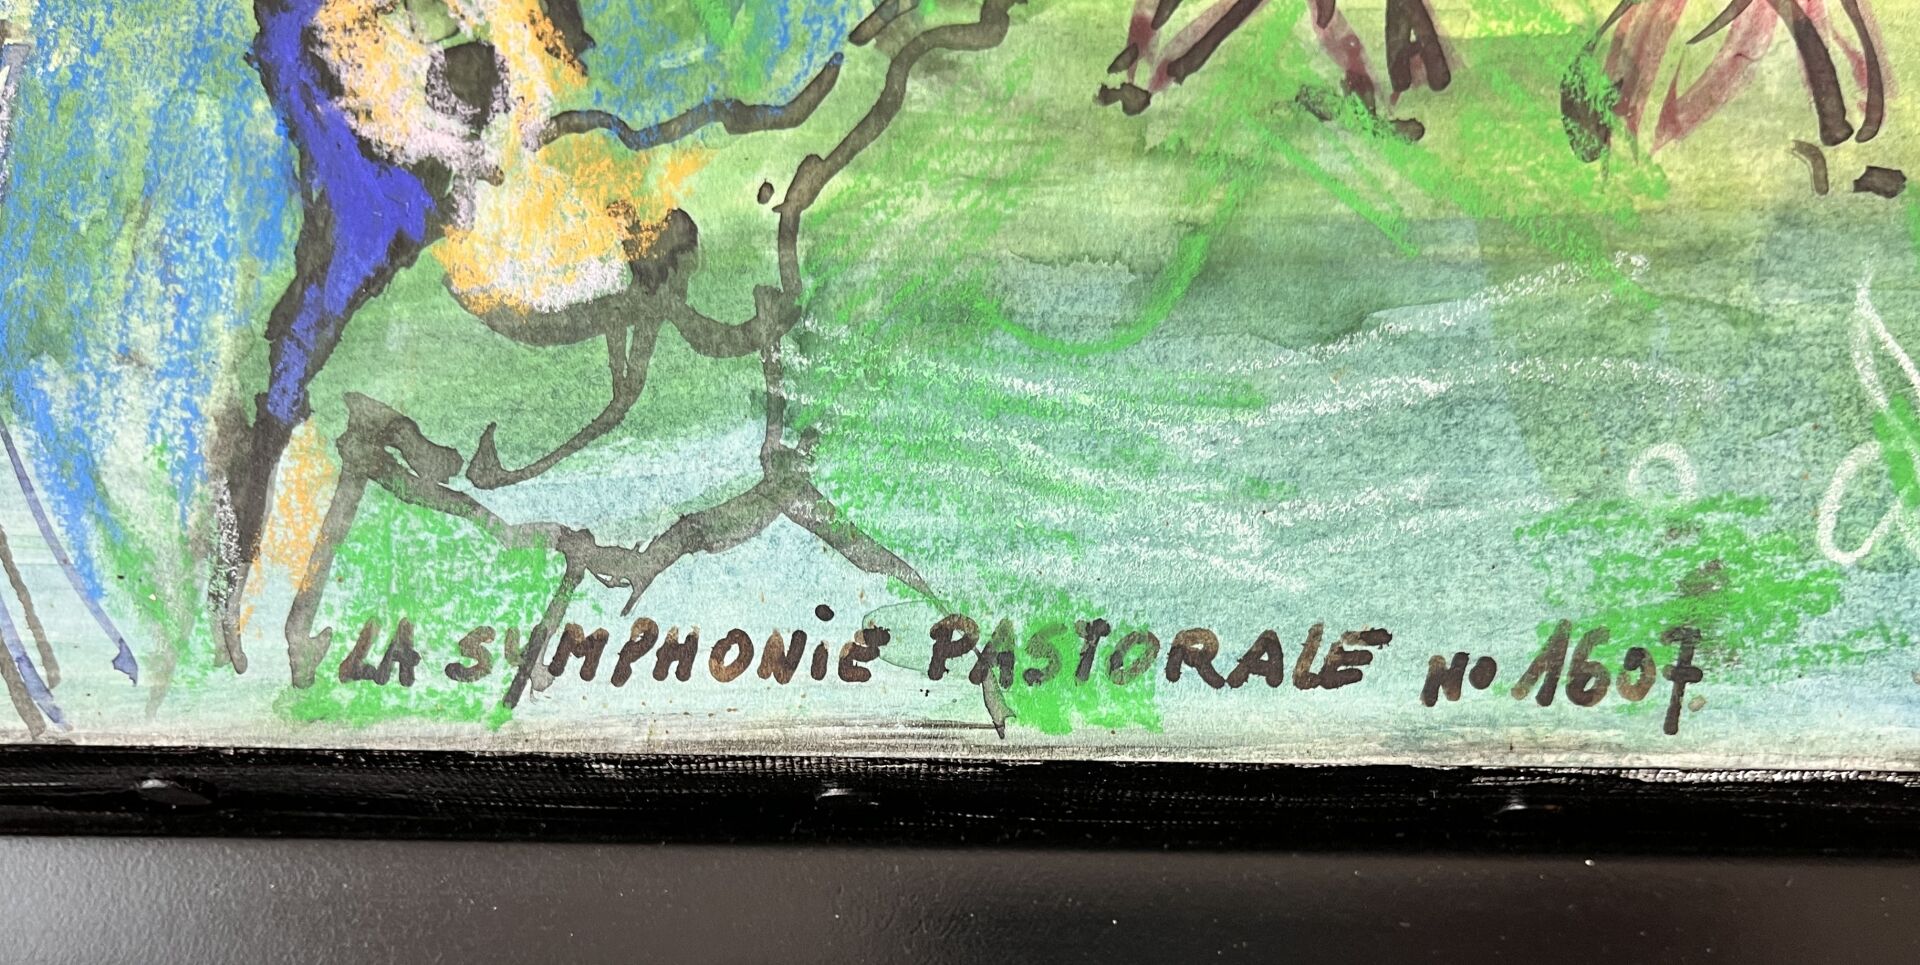 LA SYMPHONiE PASTORALE No 1607